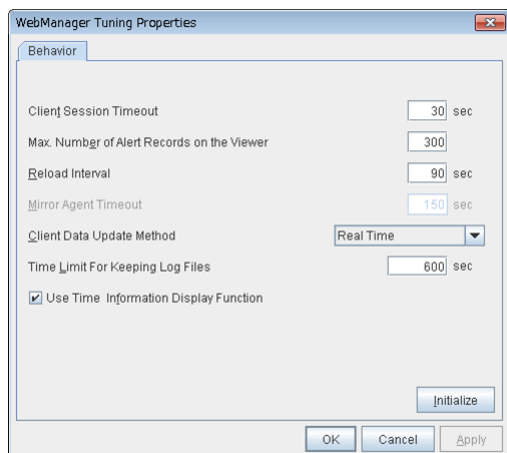 WebManager Tuning Properties
Behavior
Client Session Timeout 30 sec
Max. Number of Alert Records on the Viewer 300
Reload Interval 90 sec
Mirror Agent Timeout 150 sec
Client Data Update Method Real Time
Time Limit For Keeping Log Files 600 sec
Use Time Information Display Function
Initialize
OK Cancel Apply